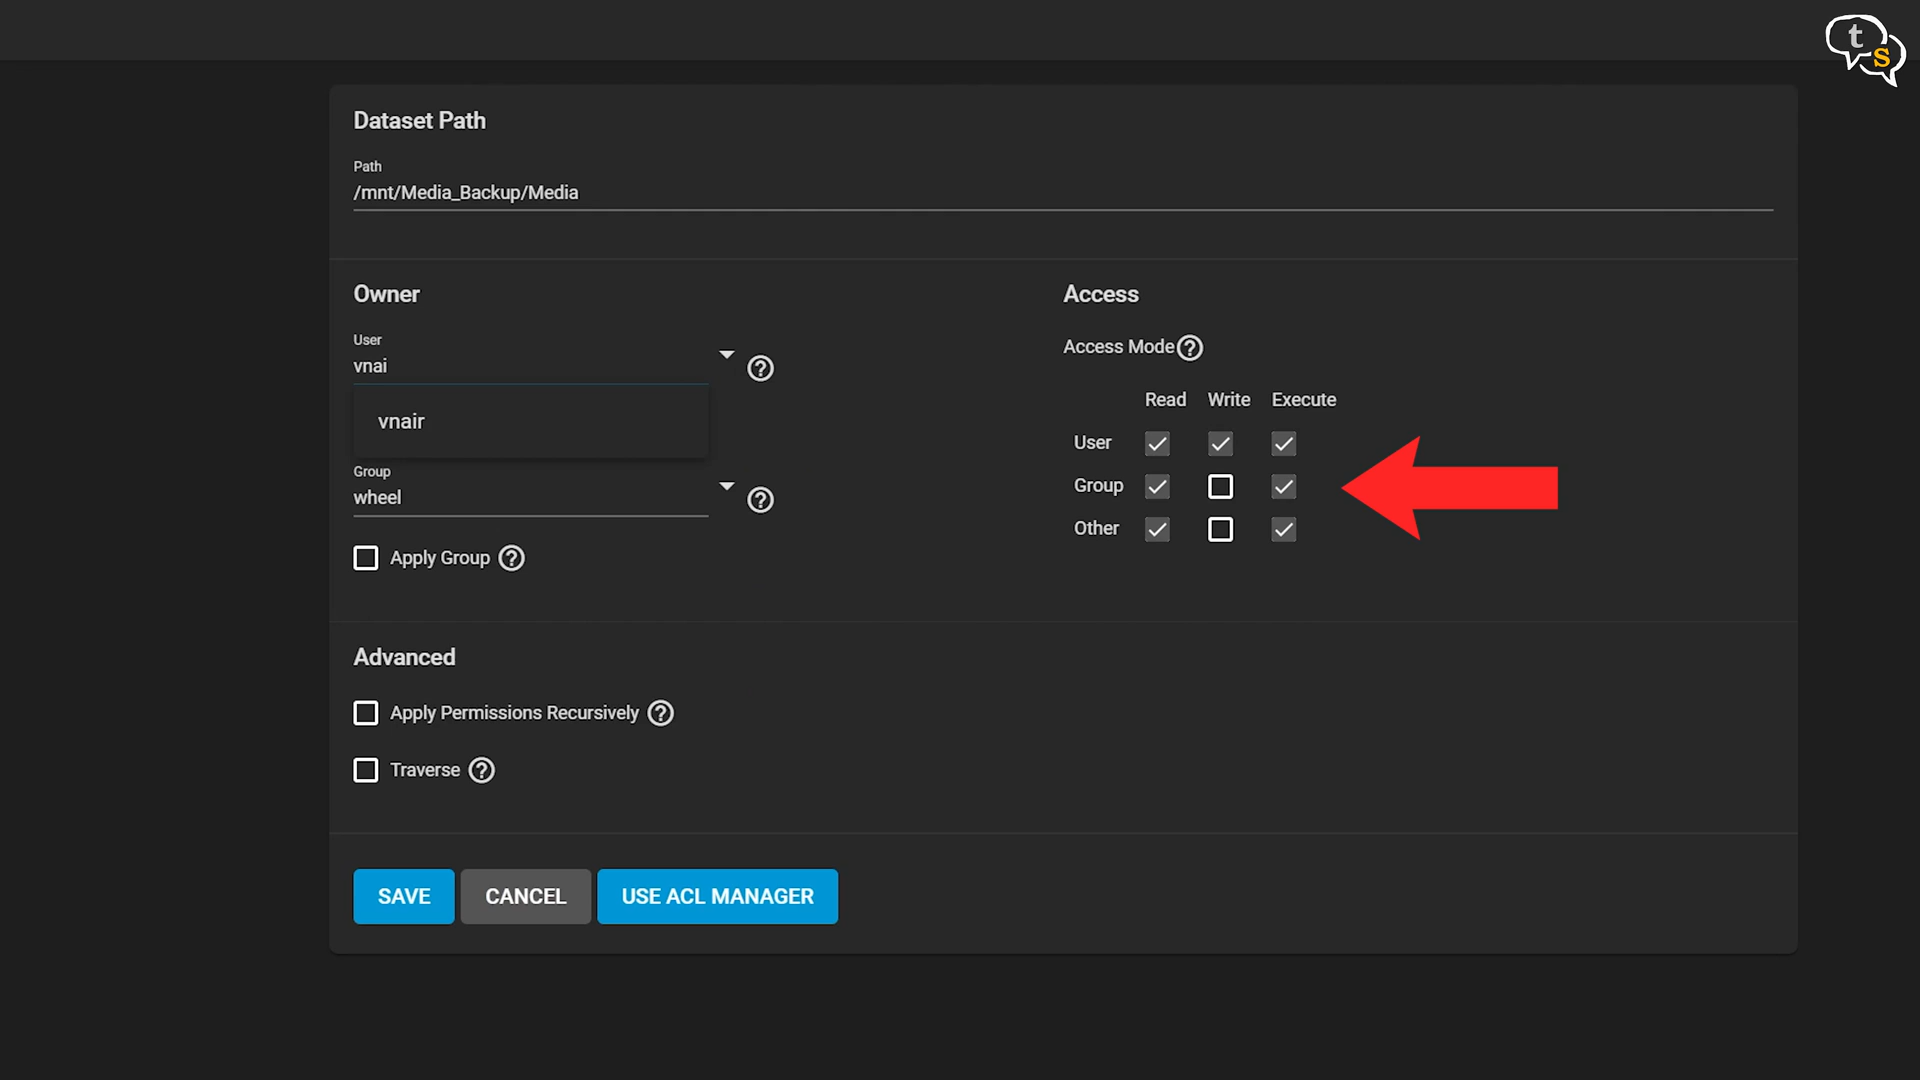 ts
Dataset Path
Path
/mnt/Media_Backup/Media
Owner
User
vnai
vnair
Group
wheel
Apply Group
Access
Access Mode
Read Write Execute
User
Group
Other
Advanced
Apply Permissions Recursively
Traverse
SAVE CANCEL USE ACL MANAGER